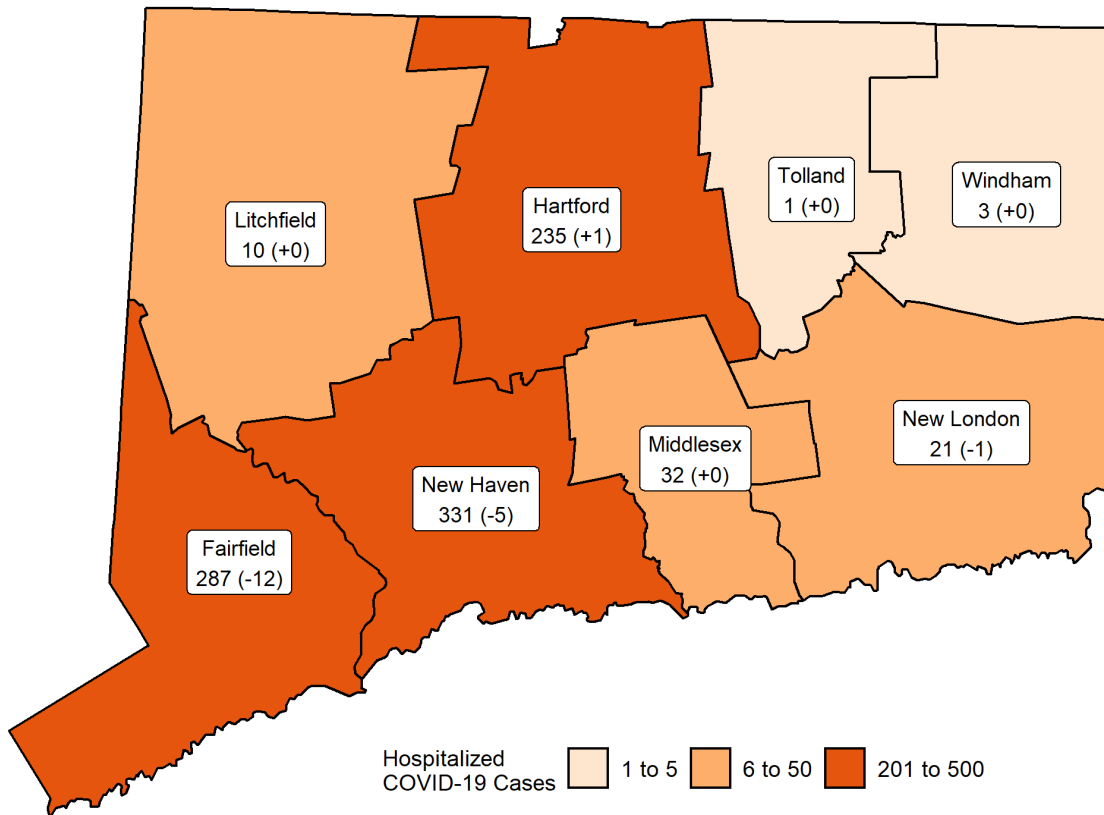 Tolland
1 (+0)
Windham
3 (+0)
Litchfield
10 (+0)
Hartford
235 (+1)
New London
21 (-1)
Middlesex
32 (+0)
New Haven
331 (-5)
Fairfield
287 (-12)
Hospitalized
COVID-19 Cases
1 to 5
6 to 50
201 to 500